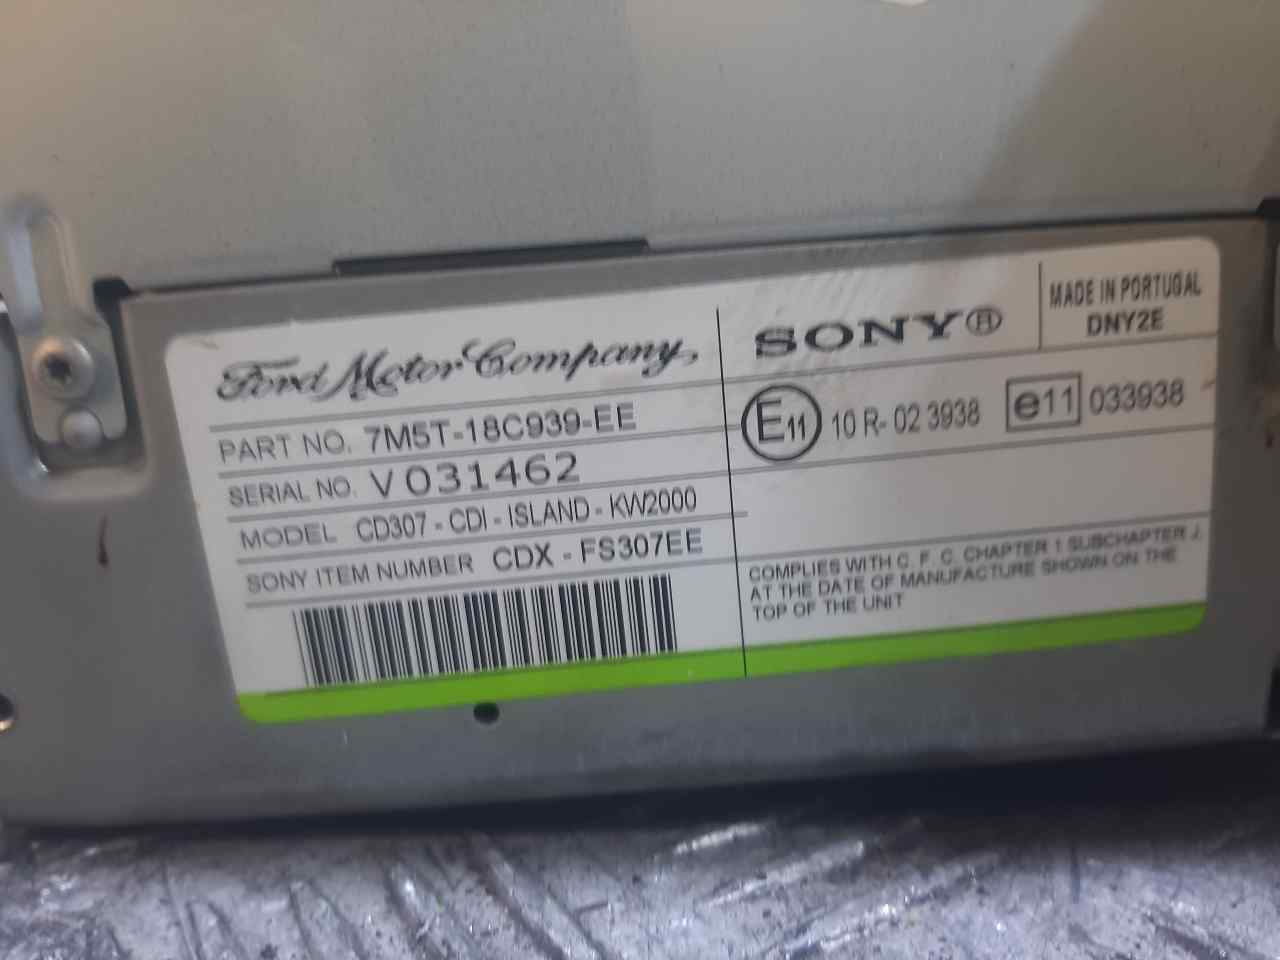 Ford Motor Company,
PART NO. 7M5T-18C939-EE
SERIAL NO. V031462
MODEL CD307 - CDI - ISLAND - KW2000
SONY ITEM NUMBER CDX - FS307EE
SONY®
MADE IN PORTUGAL
DNY2E
E11 10 R- 02 3938 e11 033938
COMPLIES WITH C. F. C. CHAPTER 1 SUBCHAPTER J.
AT THE DATE OF MANUFACTURE SHOWN ON THE
TOP OF THE UNIT